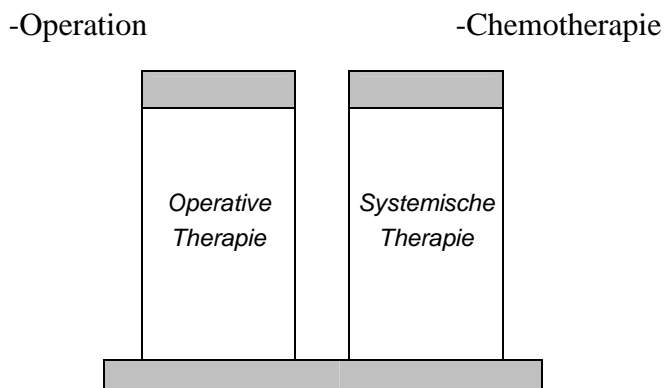 -Operation
-Chemotherapie
Operative
Therapie
Systemische
Therapie